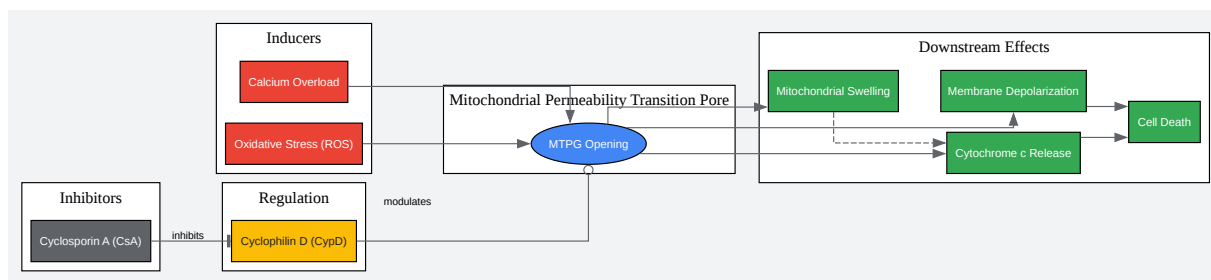 Inducers
Calcium Overload
Oxidative Stress (ROS)
Mitochondrial Permeability Transition Pore
MTPG Opening
Downstream Effects
Mitochondrial Swelling
Membrane Depolarization
Cell Death
Cytochrome c Release
Inhibitors
Cyclosporin A (CsA)
inhibits
Regulation
Cyclophilin D (CypD)
modulates